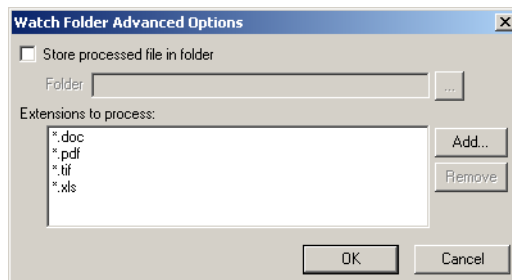 Watch Folder Advanced Options
Store processed file in folder
Folder ...
Extensions to process:
*.doc
*.pdf
*.tif
*.xls
Add...
Remove
OK Cancel